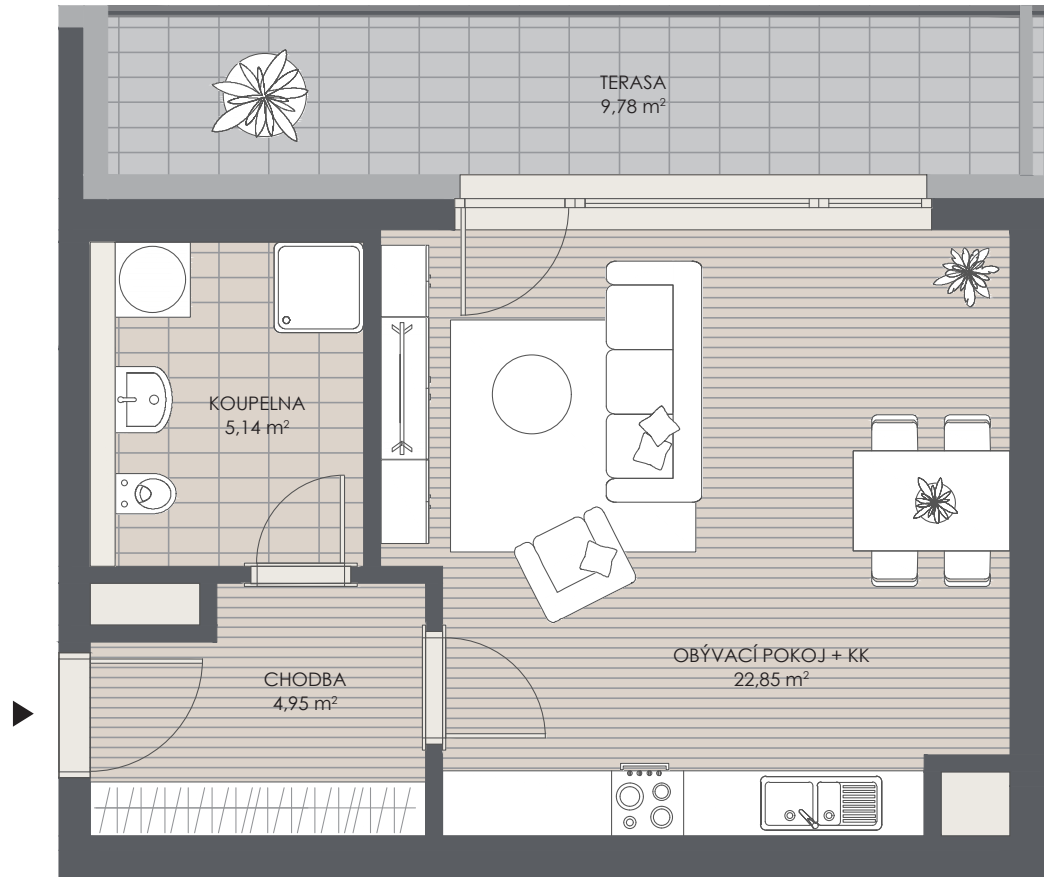 TERASA
9,78 m²
KOUPELNA
5,14 m²
OBÝVACÍ POKOJ + KK
22,85 m²
CHODBA
4,95 m²